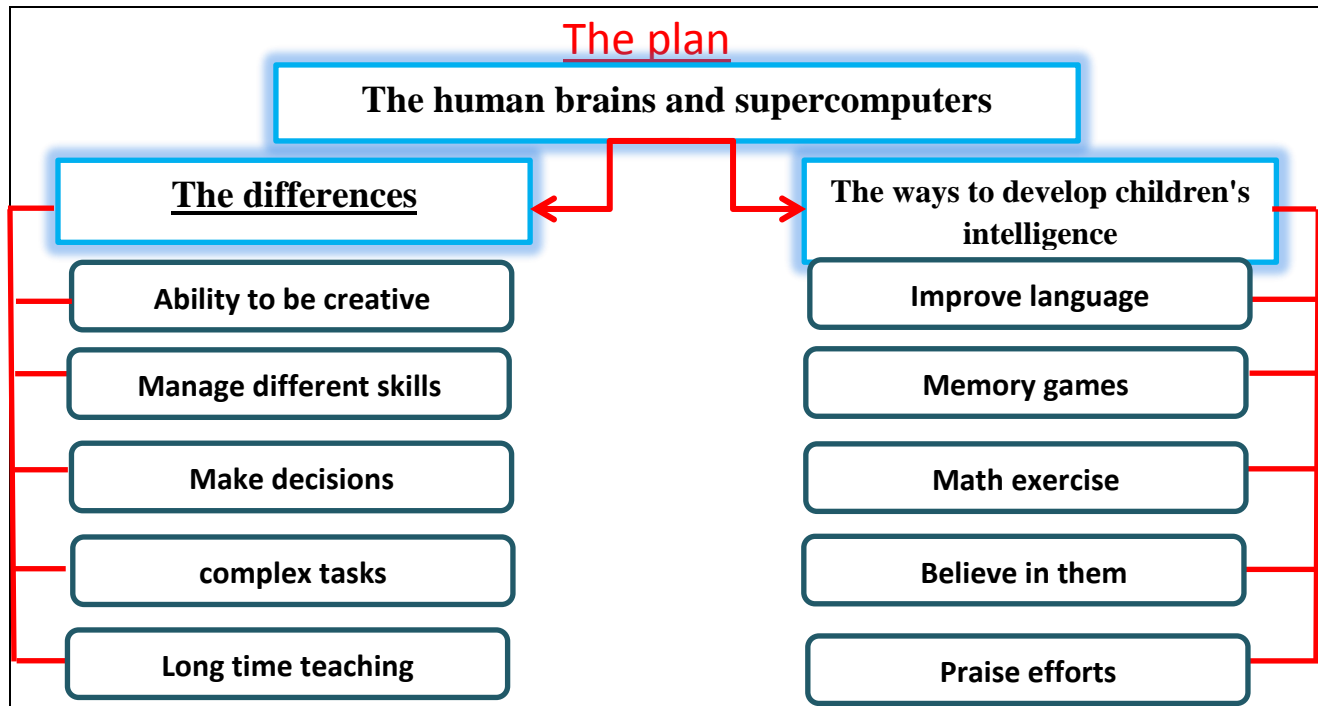 The plan
The human brains and supercomputers
The differences
Ability to be creative
Manage different skills
Make decisions
complex tasks
Long time teaching
The ways to develop children's
intelligence
Improve language
Memory games
Math exercise
Believe in them
Praise efforts